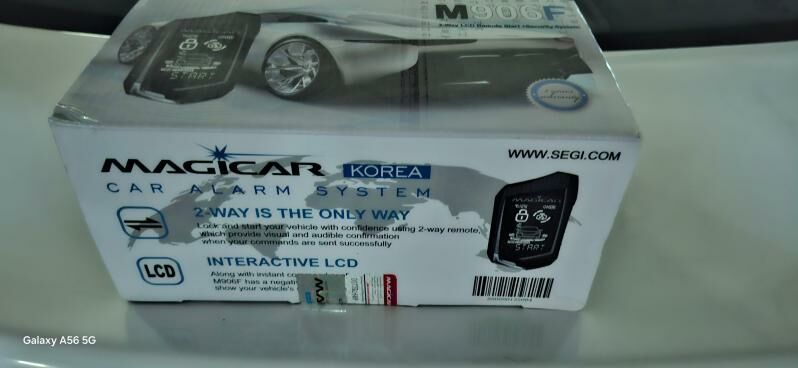 M906F
2-Way LCD Remote Start +Security System
START
MAGICAR KOREA
CAR ALARM SYSTEM
WWW.SEGI.COM
2-WAY IS THE ONLY WAY
Lock and start your vehicle with confidence using 2-way remote,
which provide visual and audible confirmation
when your commands are sent successfully
LCD
INTERACTIVE LCD
Along with instant
M906F has a
show your vehicle's
MAGICAR
START
Galaxy A56 5G